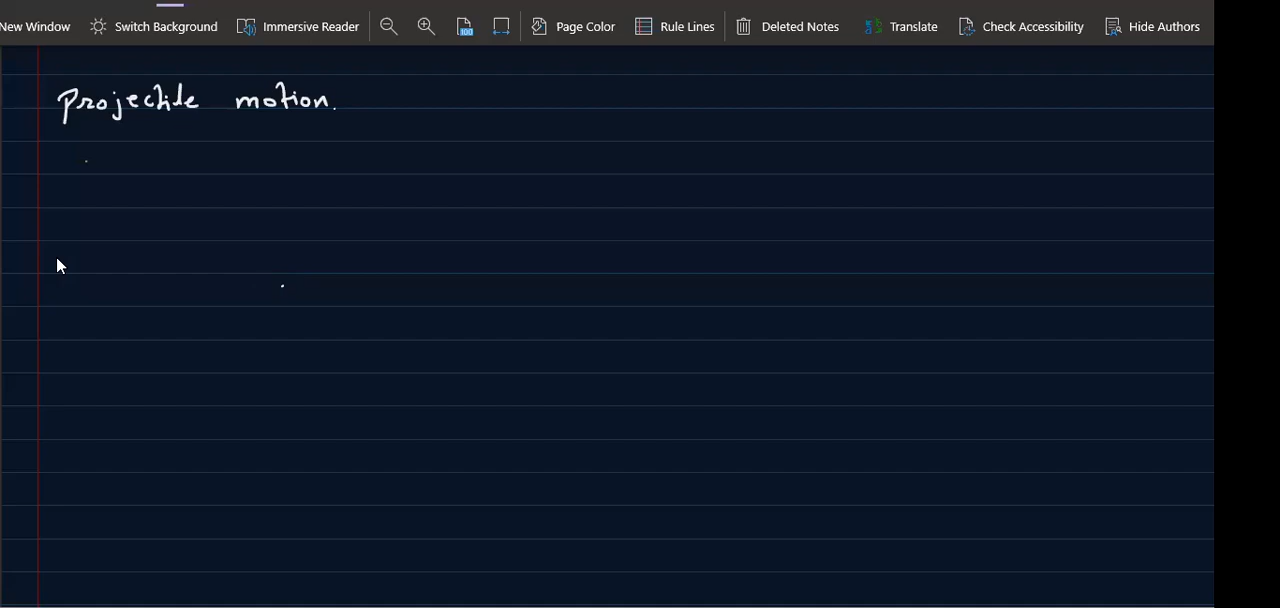 New Window Switch Background Immersive Reader 100 Page Color Rule Lines Deleted Notes Translate Check Accessibility Hide Authors
Projectile motion.